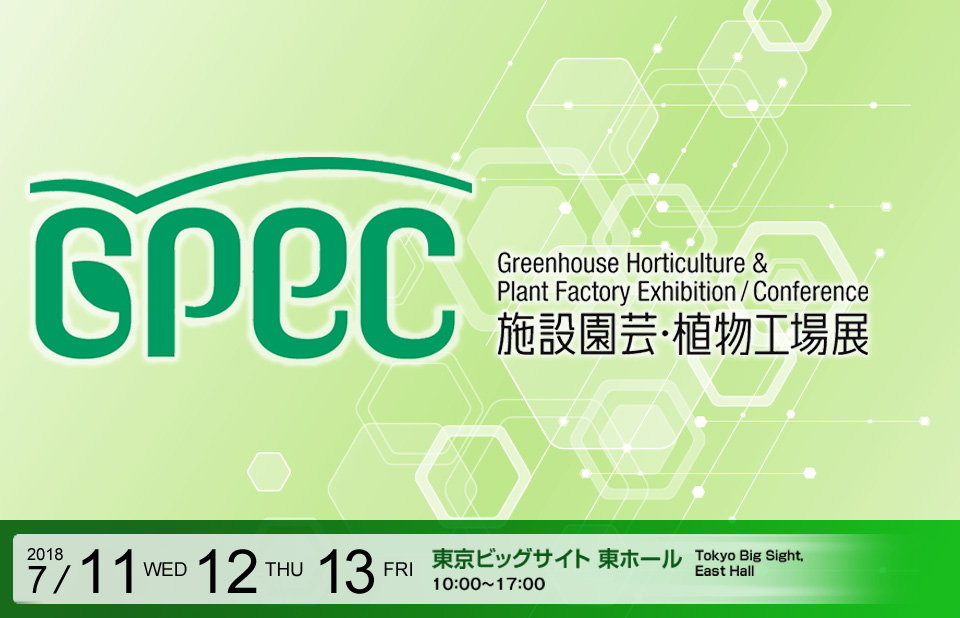 GPEC
Greenhouse Horticulture &
Plant Factory Exhibition / Conference
施設園芸・植物工場展
2018
7/11 WED 12 THU 13 FRI
東京ビッグサイト 東ホール
10:00～17:00
Tokyo Big Sight,
East Hall